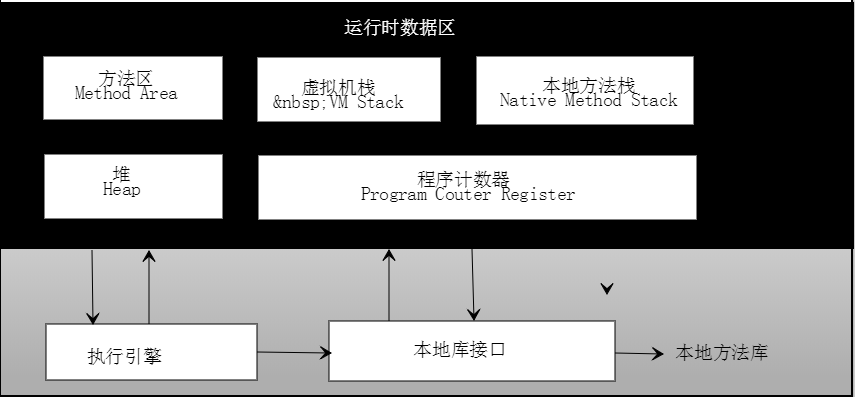 运行时数据区
方法区
Method Area
虚拟机栈
&nbsp;VM Stack
本地方法栈
Native Method Stack
堆
Heap
程序计数器
Program Couter Register
执行引擎
本地库接口
本地方法库